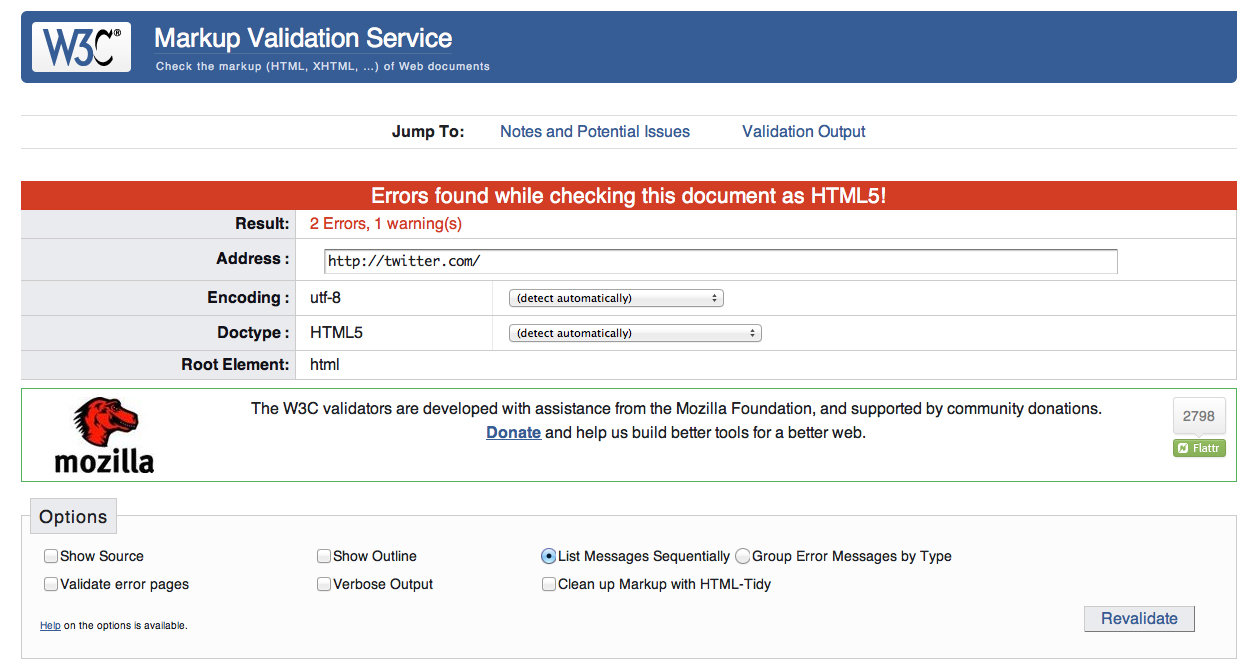 W3C®
Markup Validation Service
Check the markup (HTML, XHTML, ...) of Web documents
Jump To: Notes and Potential Issues Validation Output
Errors found while checking this document as HTML5!
Result: 2 Errors, 1 warning(s)
Address : http://twitter.com/
Encoding : utf-8 (detect automatically)
Doctype : HTML5 (detect automatically)
Root Element: html
mozilla
The W3C validators are developed with assistance from the Mozilla Foundation, and supported by community donations.
Donate and help us build better tools for a better web.
2798
Flattr
Options
Show Source Show Outline List Messages Sequentially Group Error Messages by Type
Validate error pages Verbose Output Clean up Markup with HTML-Tidy
Help on the options is available.
Revalidate